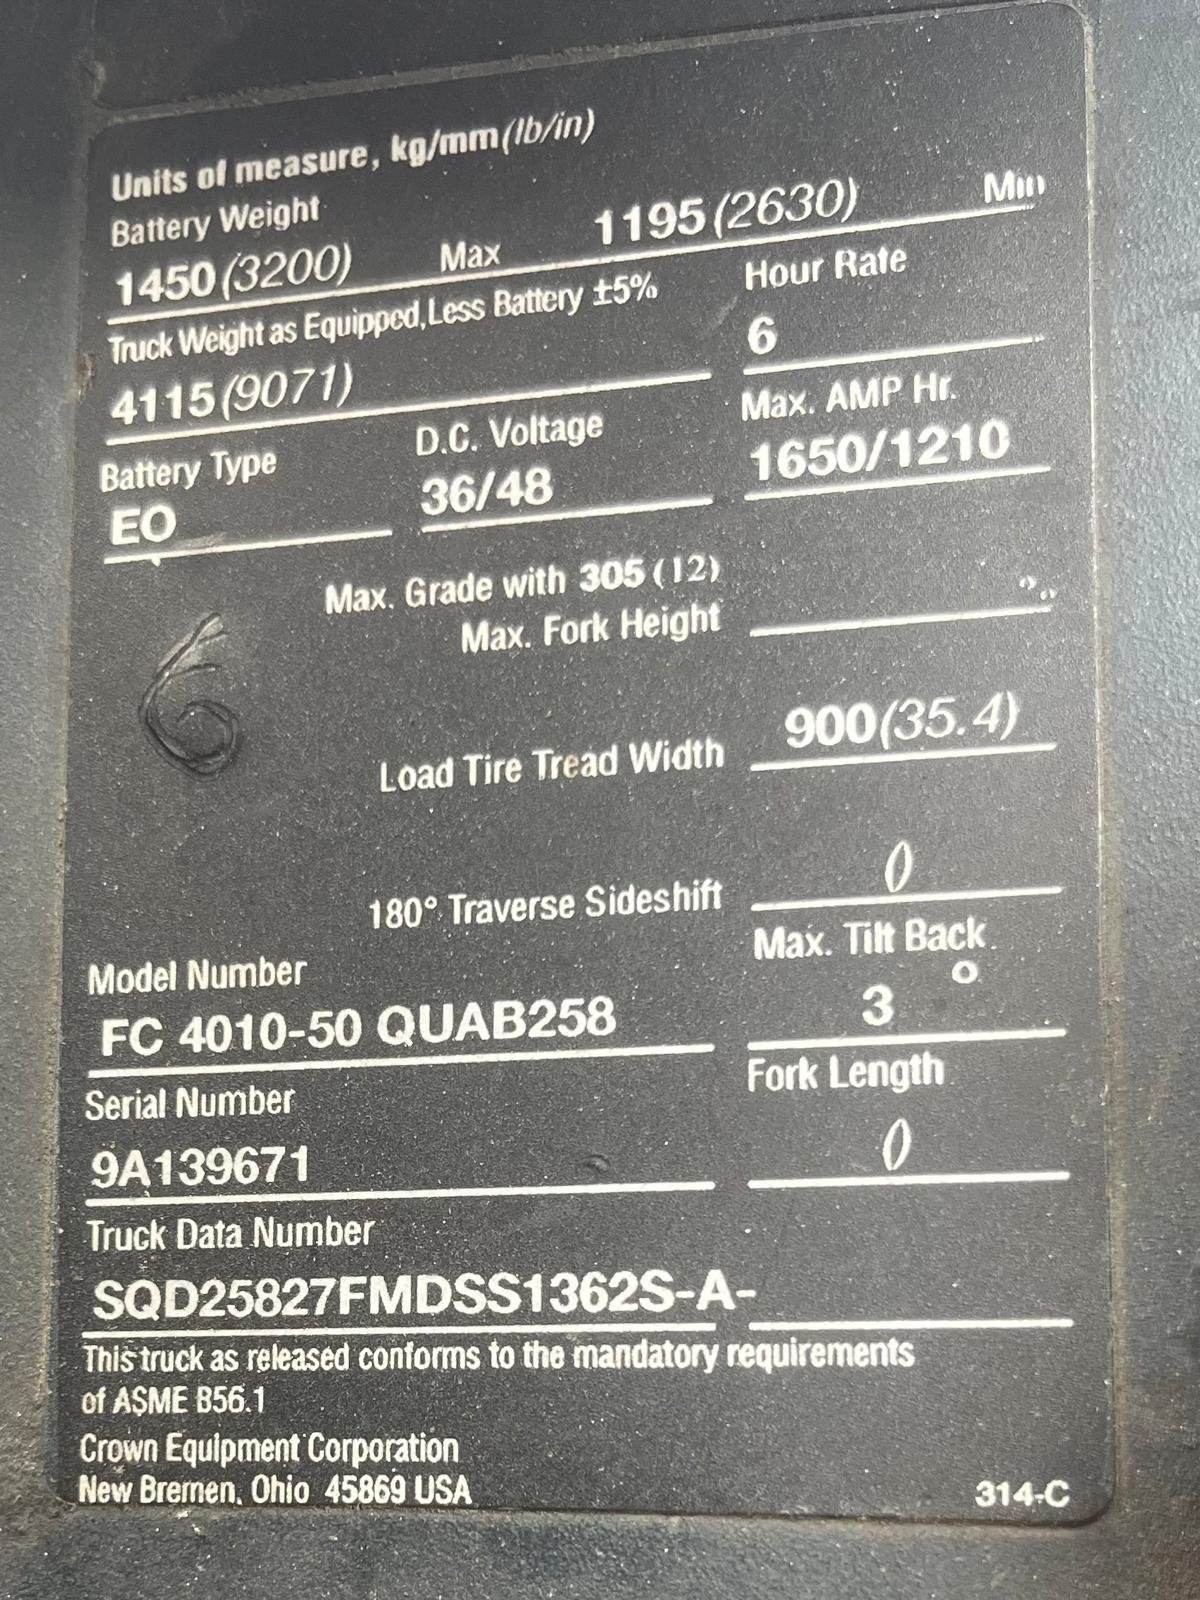 Units of measure, kg/mm(lb/in)
Battery Weight
1450(3200) Max 1195(2630) Min
Truck Weight as Equipped,Less Battery ±5%
4115(9071)
Hour Rate
6
Battery Type
EO
D.C. Voltage
36/48
Max. AMP Hr.
1650/1210
Max. Grade with 305(12)
Max. Fork Height
6
Load Tire Tread Width 900(35.4)
180° Traverse Sideshift 0
Model Number
FC 4010-50 QUAB258
Max. Tilt Back
3°
Serial Number
9A139671
Fork Length
0
Truck Data Number
SQD25827FMDSS1362S-A-
This truck as released conforms to the mandatory requirements
of ASME B56.1
Crown Equipment Corporation
New Bremen, Ohio 45869 USA
314-C